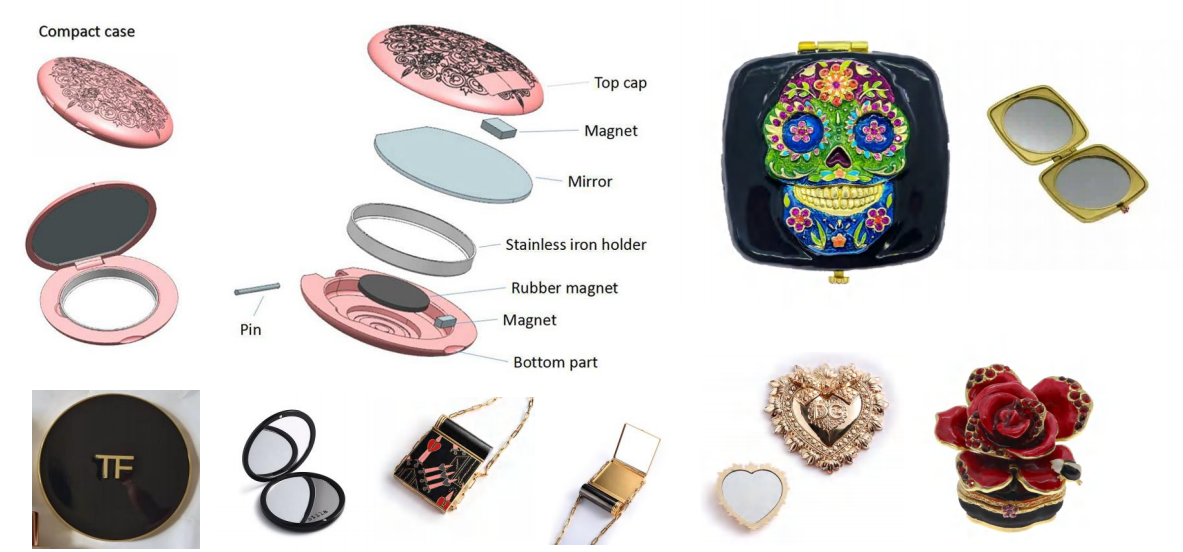 Compact case
Top cap
Magnet
Mirror
Stainless iron holder
Rubber magnet
Magnet
Pin
Bottom part
TF
DG